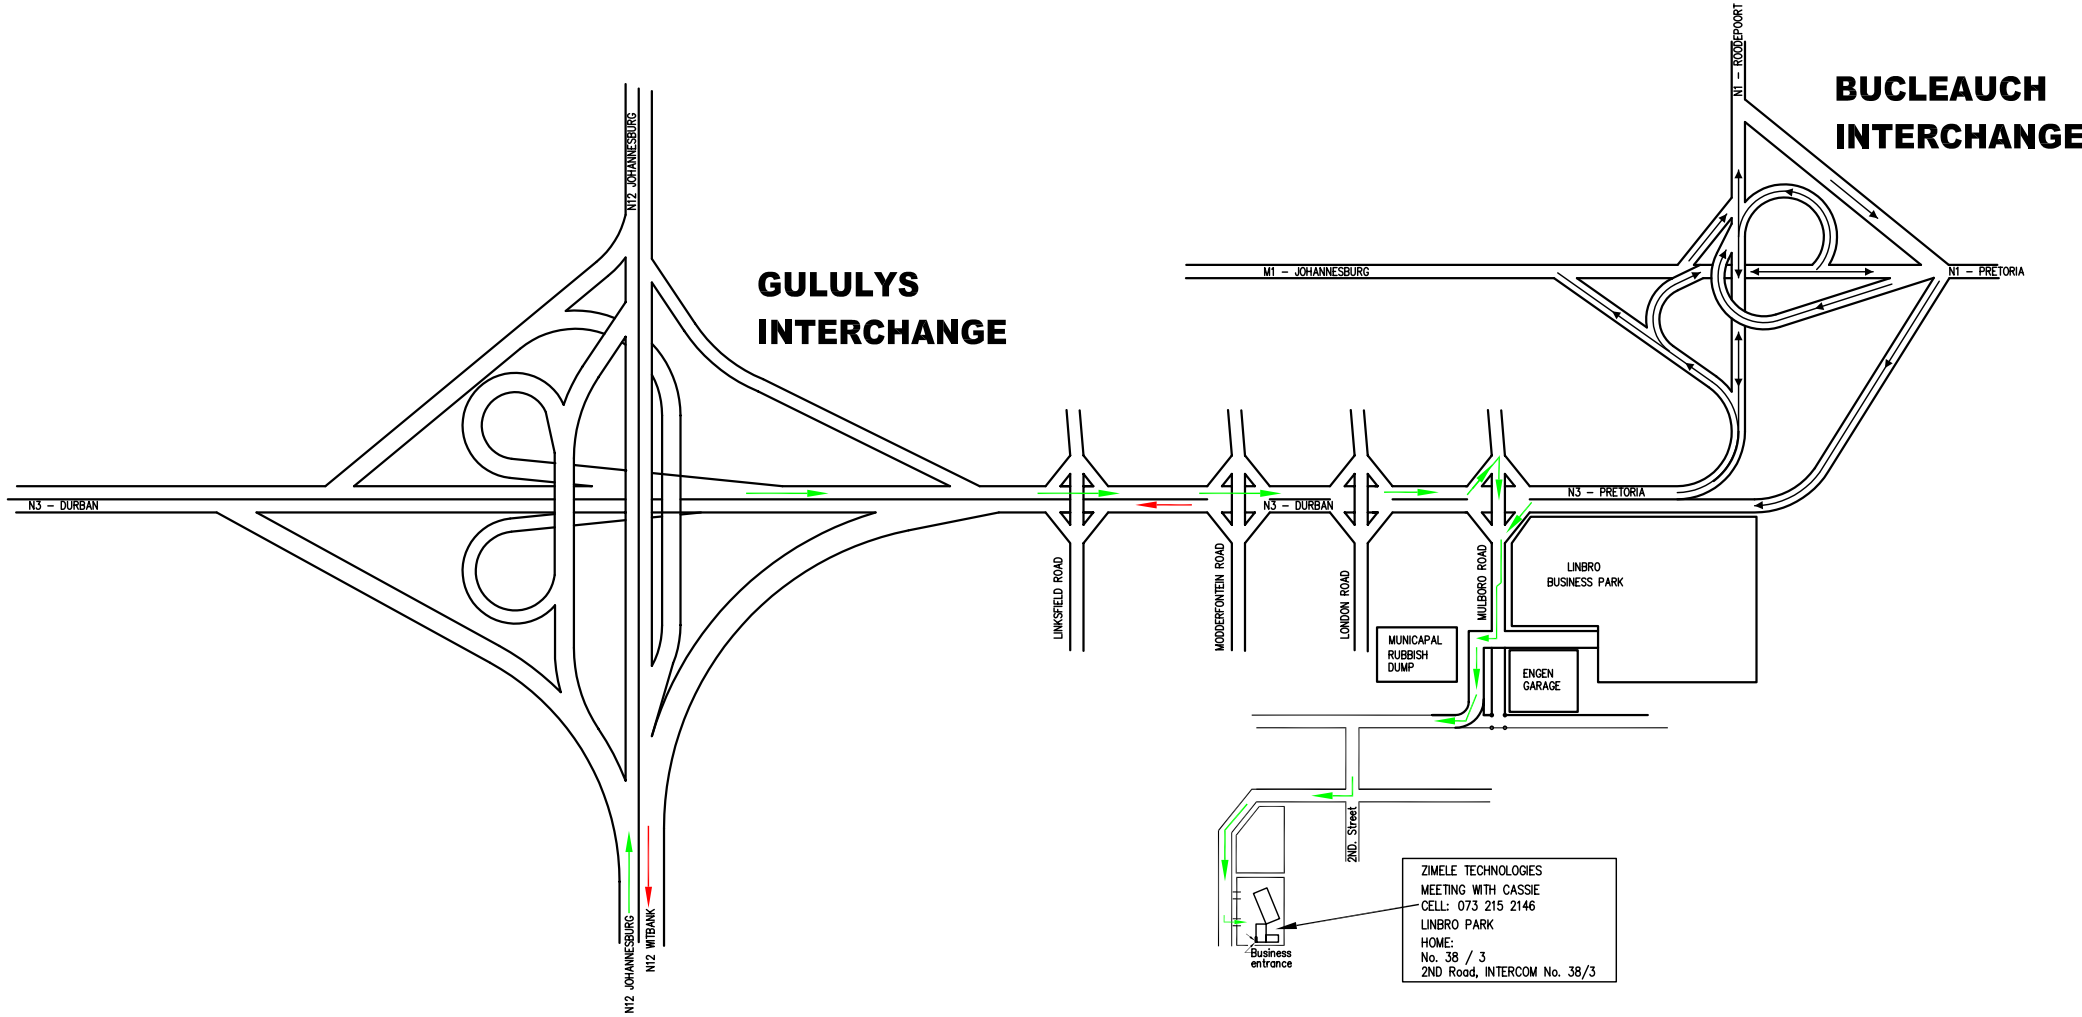 N1 - ROODEPOORT
BUCLEAUCH
INTERCHANGE
N12 JOHANNESBURG
GULULYS
INTERCHANGE
M1 - JOHANNESBURG
N1 - PRETORIA
N3 - DURBAN
N3 - DURBAN
N3 - PRETORIA
LINKSFIELD ROAD
MODDERFONTEIN ROAD
LONDON ROAD
MULBORO ROAD
LINBRO
BUSINESS PARK
MUNICAPAL
RUBBISH
DUMP
ENGEN
GARAGE
2ND. Street
N12 JOHANNESBURG
N12 WITBANK
Business
entrance
ZIMELE TECHNOLOGIES
MEETING WITH CASSIE
CELL: 073 215 2146
LINBRO PARK
HOME:
No. 38 / 3
2ND Road, INTERCOM No. 38/3